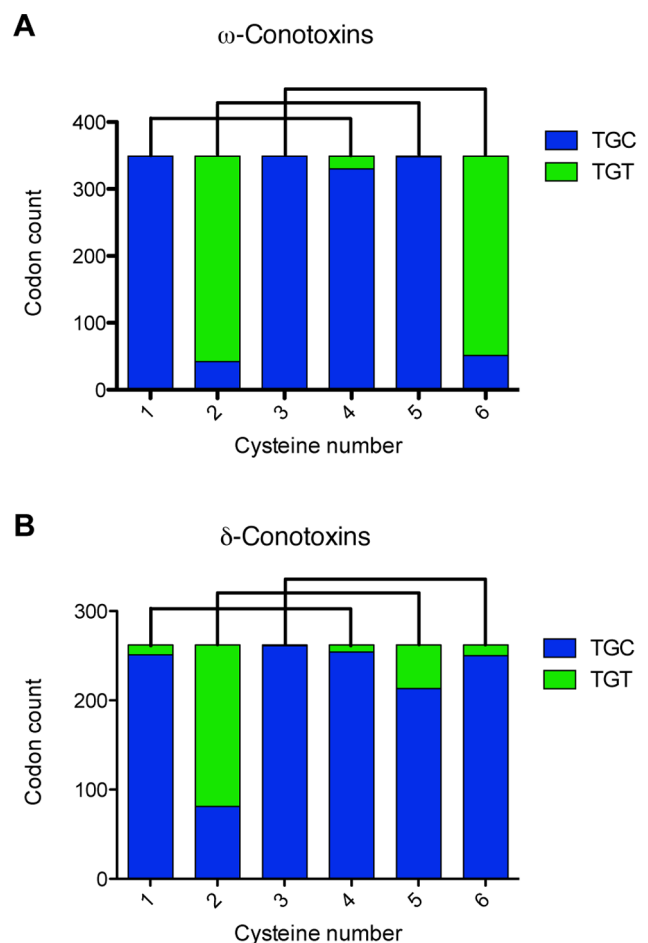 A
ω-Conotoxins
TGC
TGT
400
300
200
100
0
Codon count
1 2 3 4 5 6
Cysteine number
B
δ-Conotoxins
TGC
TGT
300
200
100
0
Codon count
1 2 3 4 5 6
Cysteine number